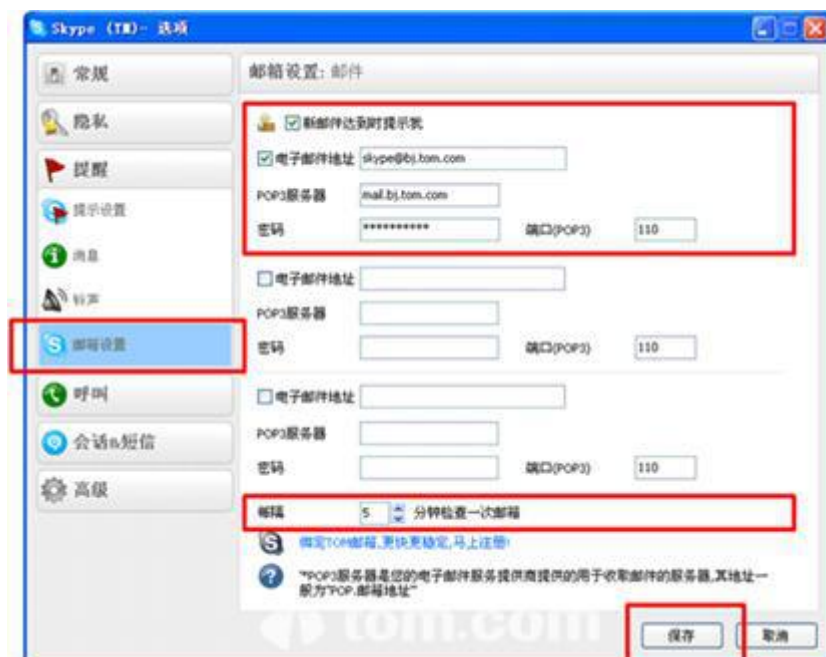 Skype (TM)- 选项
常规
隐私
提醒
提示设置
消息
铃声
邮箱设置
呼叫
会话&短信
高级
邮箱设置: 邮件
新邮件达到时提示我
电子邮件地址 skype@bj.tom.com
POP3服务器 mail.bj.tom.com
密码 ********** 端口(POP3) 110
电子邮件地址
POP3服务器
密码 端口(POP3) 110
电子邮件地址
POP3服务器
密码 端口(POP3) 110
每隔 5 分钟检查一次邮箱
绑定TOM邮箱,更快更稳定,马上注册!
"POP3服务器是您的电子邮件服务提供商提供的用于收取邮件的服务器,其地址一
般为"POP.邮箱地址"
tom.com
保存 取消